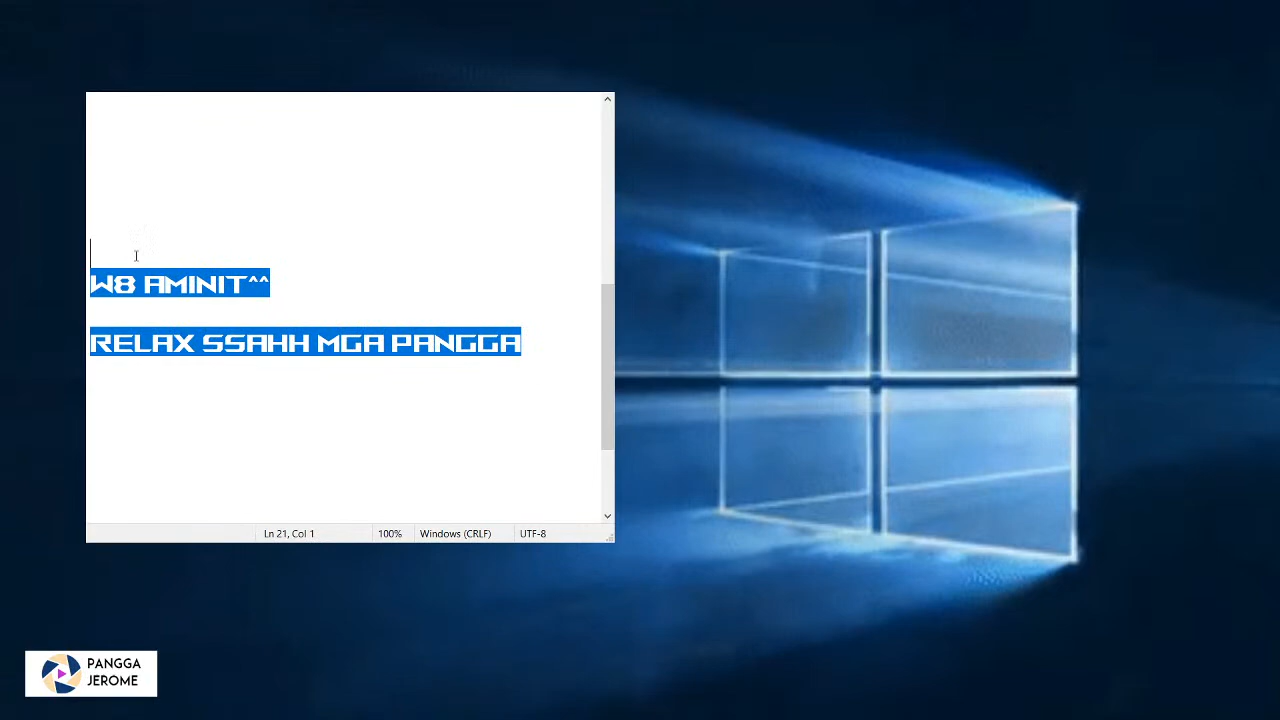 W8 AMINIT^^
RELAX SSAHH MGA PANGGA
Ln 21, Col 1
100%
Windows (CRLF)
UTF-8
PANGGA
JEROME